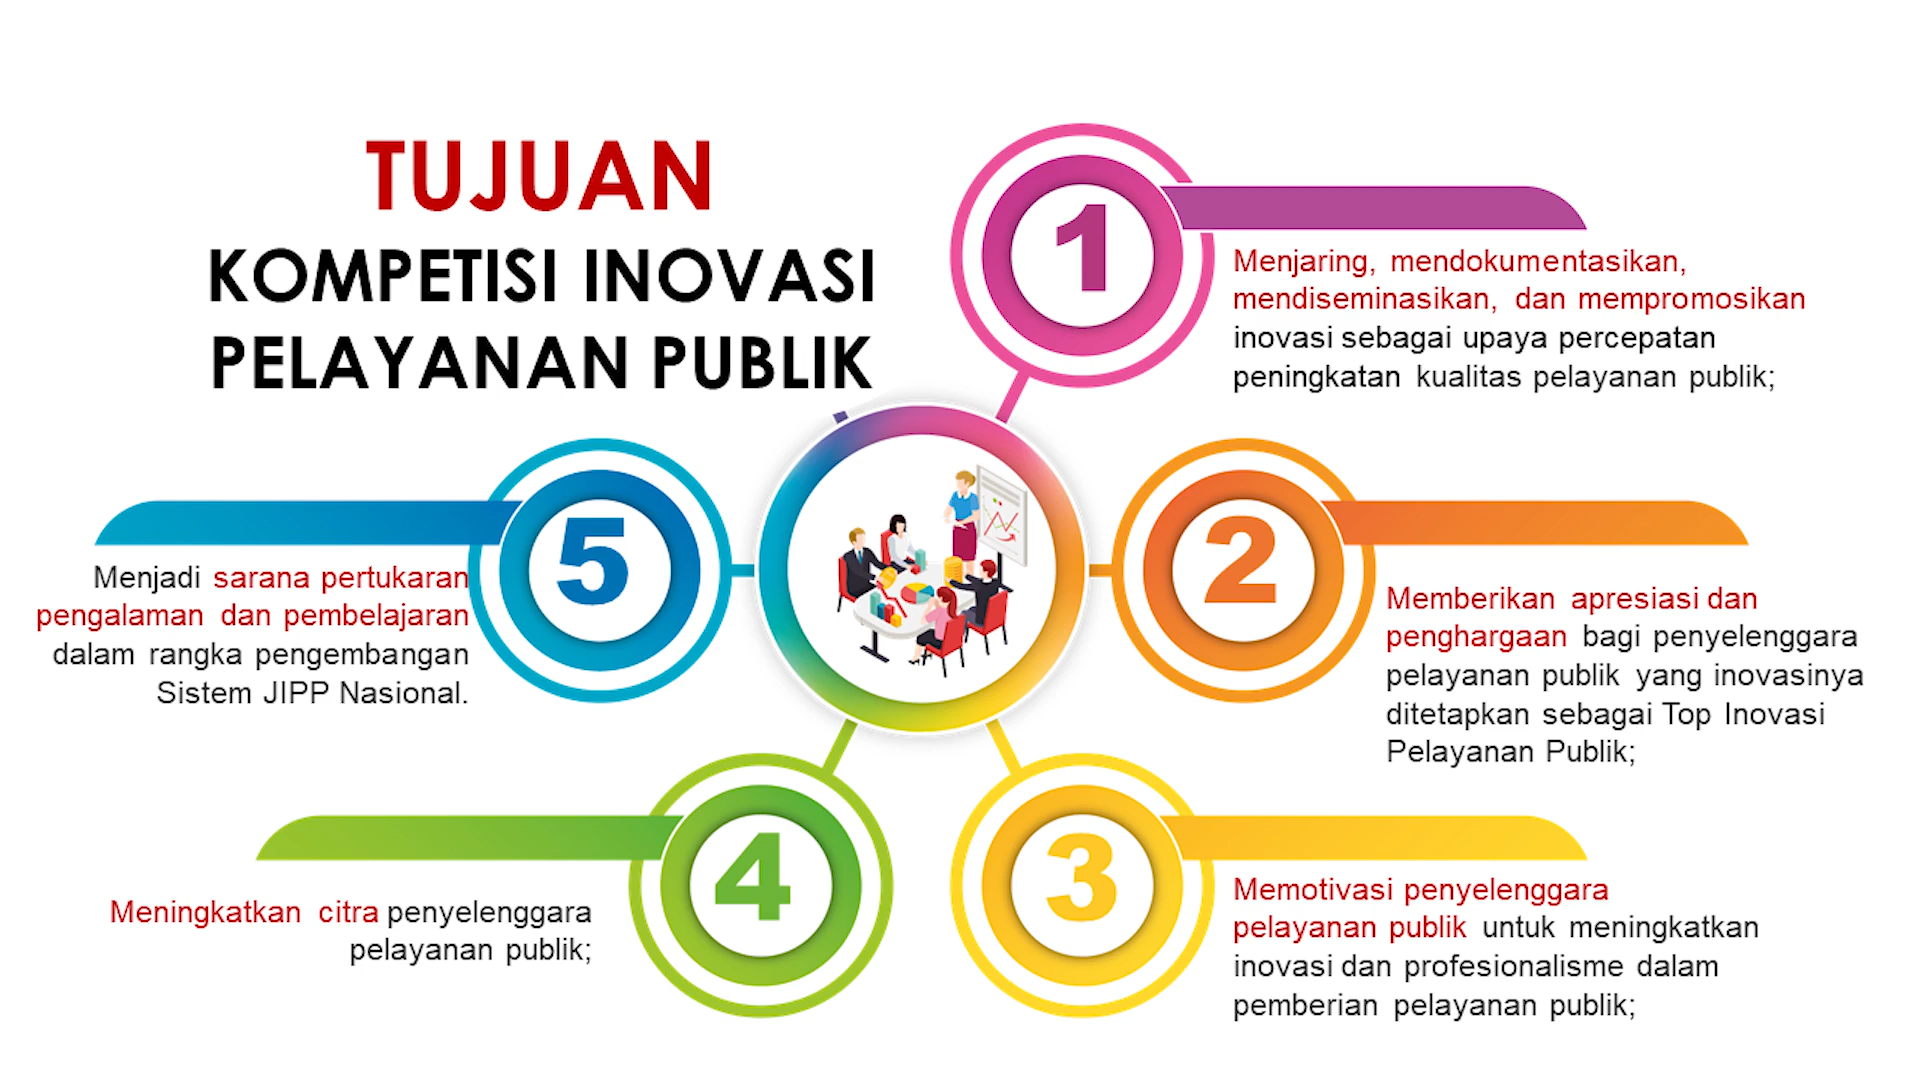 TUJUAN
KOMPETISI INOVASI
PELAYANAN PUBLIK
1
Menjaring, mendokumentasikan,
mendiseminasikan, dan mempromosikan
inovasi sebagai upaya percepatan
peningkatan kualitas pelayanan publik;
2
Memberikan apresiasi dan
penghargaan bagi penyelenggara
pelayanan publik yang inovasinya
ditetapkan sebagai Top Inovasi
Pelayanan Publik;
3
Memotivasi penyelenggara
pelayanan publik untuk meningkatkan
inovasi dan profesionalisme dalam
pemberian pelayanan publik;
4
Meningkatkan citra penyelenggara
pelayanan publik;
5
Menjadi sarana pertukaran
pengalaman dan pembelajaran
dalam rangka pengembangan
Sistem JIPP Nasional.